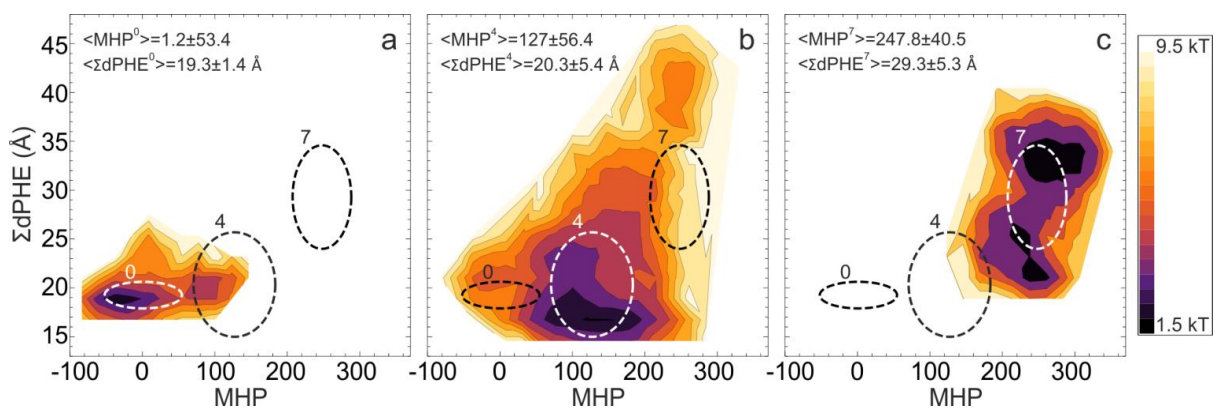 <MHP⁰>=1.2±53.4
<ΣdPHE⁰>=19.3±1.4 Å
a
<MHP⁴>=127±56.4
<ΣdPHE⁴>=20.3±5.4 Å
b
<MHP⁷>=247.8±40.5
<ΣdPHE⁷>=29.3±5.3 Å
c
9.5 kT
1.5 kT
ΣdPHE (Å)
45
40
35
30
25
20
15
7
4
0
7
4
0
7
4
0
-100 0 100 200 300
-100 0 100 200 300
-100 0 100 200 300
MHP
MHP
MHP